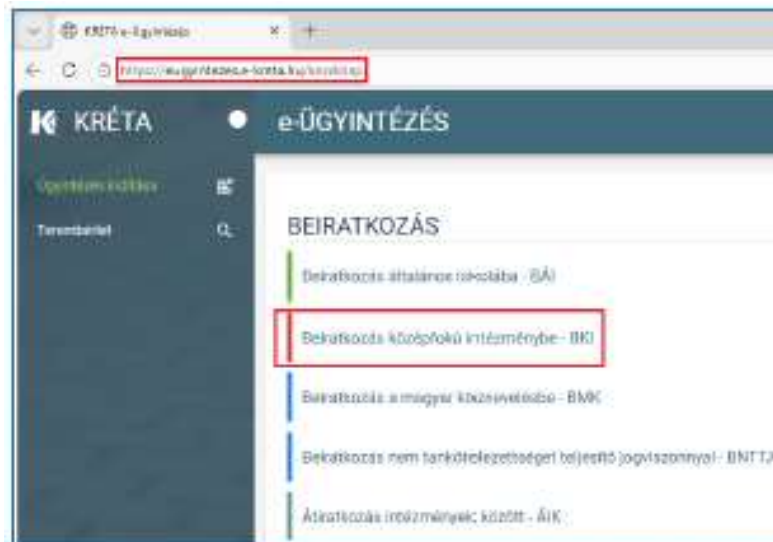 KRÉTA e-Ügyintézés
https://eugyintezes.e-kreta.hu/kezdolap
KRÉTA
e-ÜGYINTÉZÉS
Ügyintézés indítása
Terembérlet
BEIRATKOZÁS
Beiratkozás általános iskolába - BÁI
Beiratkozás középfokú intézménybe - BKI
Beiratkozás a magyar köznevelésbe - BMK
Beiratkozás nem tankötelezettséget teljesítő jogviszonnyal - BNTTJ
Átiratkozás intézmények között - ÁIK